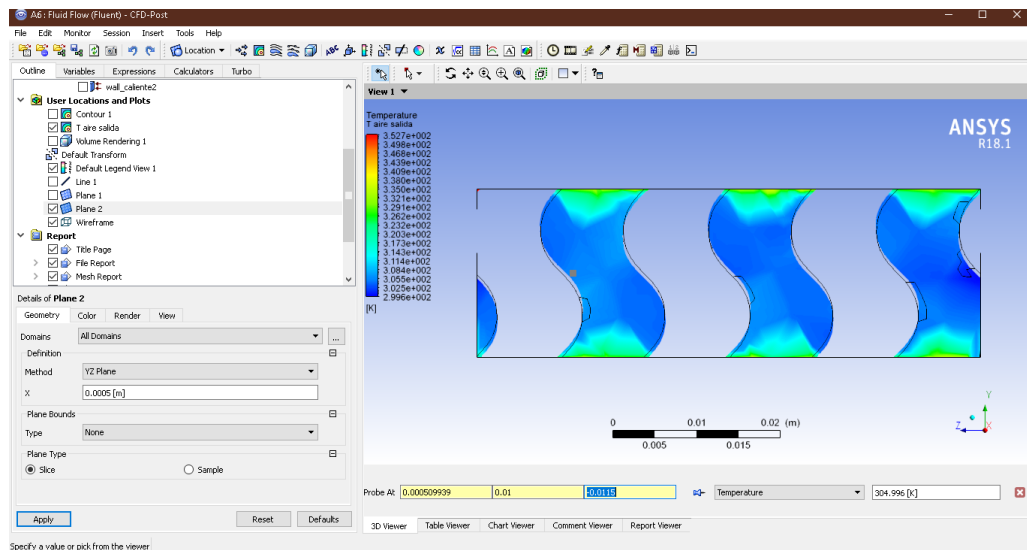 A6 : Fluid Flow (Fluent) - CFD-Post
File Edit Monitor Session Insert Tools Help
Location
Outline Variables Expressions Calculators Turbo
wall_caliente2
User Locations and Plots
Contour 1
T aire salida
Volume Rendering 1
Default Transform
Default Legend View 1
Line 1
Plane 1
Plane 2
Wireframe
Report
Title Page
File Report
Mesh Report
Details of Plane 2
Geometry Color Render View
Domains All Domains ...
Definition
Method YZ Plane
X 0.0005 [m]
Plane Bounds
Type None
Plane Type
Slice Sample
Apply Reset Defaults
Specify a value or pick from the viewer
View 1
Temperature
T aire salida
3.527e+002
3.498e+002
3.468e+002
3.439e+002
3.409e+002
3.380e+002
3.350e+002
3.321e+002
3.291e+002
3.262e+002
3.232e+002
3.203e+002
3.173e+002
3.143e+002
3.114e+002
3.084e+002
3.055e+002
3.025e+002
2.996e+002
[K]
ANSYS
R18.1
0 0.01 0.02 (m)
0.005 0.015
Y
Z X
Probe At 0.000509939 0.01 -0.0115 Temperature 304.996 [K]
3D Viewer Table Viewer Chart Viewer Comment Viewer Report Viewer